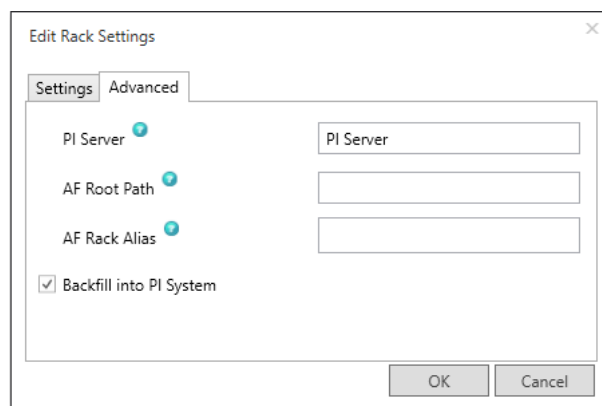 Edit Rack Settings
Settings Advanced
PI Server ? PI Server
AF Root Path ?
AF Rack Alias ?
Backfill into PI System
OK Cancel